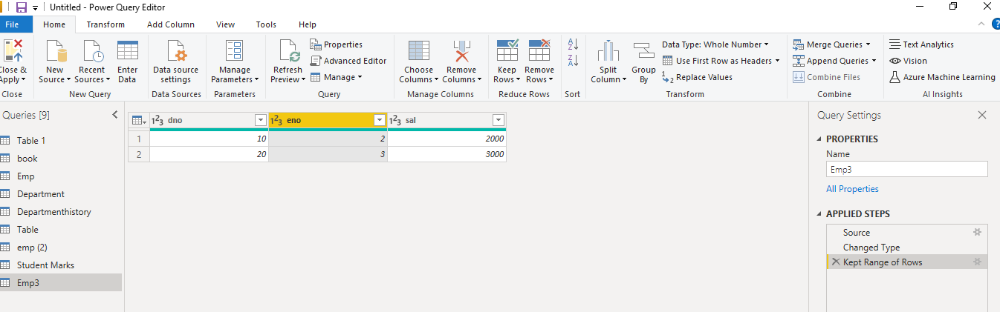 Untitled - Power Query Editor
File Home Transform Add Column View Tools Help
Close & Apply
New Source
Recent Sources
Enter Data
Data source settings
Manage Parameters
Refresh Preview
Properties
Advanced Editor
Manage
Choose Columns
Remove Columns
Keep Rows
Remove Rows
Split Column
Group By
Data Type: Whole Number
Use First Row as Headers
Replace Values
Merge Queries
Append Queries
Combine Files
Text Analytics
Vision
Azure Machine Learning
Close New Query Data Sources Parameters Query Manage Columns Reduce Rows Sort Transform Combine AI Insights
Queries [9]
Table 1
book
Emp
Department
Departmenthistory
Table
emp (2)
Student Marks
Emp3
123 dno 123 eno 123 sal
1 10 2 2000
2 20 3 3000
Query Settings
PROPERTIES
Name
Emp3
All Properties
APPLIED STEPS
Source
Changed Type
Kept Range of Rows